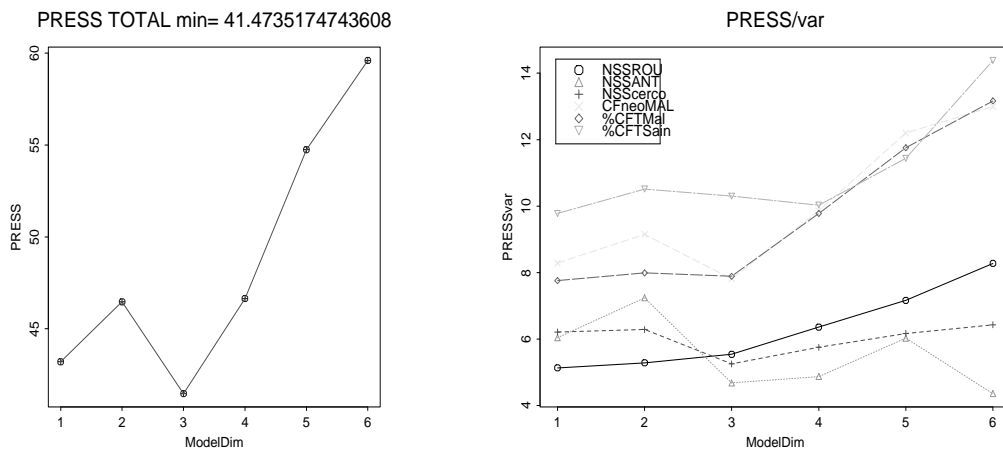 PRESS TOTAL min= 41.4735174743608
PRESS
60
55
50
45
1 2 3 4 5 6
ModelDim
PRESS/var
PRESSvar
14
12
10
8
6
4
NSSROU
NSSANT
NSScerco
CFneoMAL
%CFTMal
%CFTSain
1 2 3 4 5 6
ModelDim